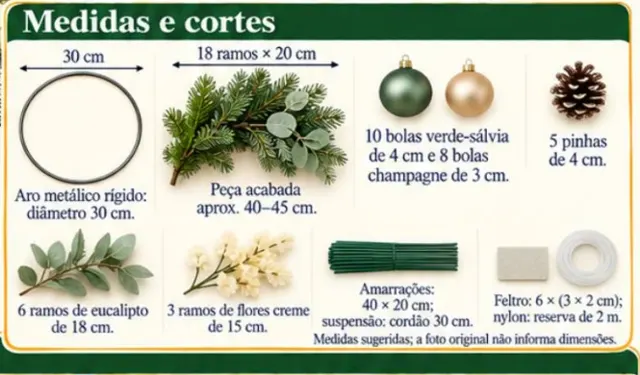 Medidas e cortes
30 cm
18 ramos × 20 cm
Aro metálico rígido:
diâmetro 30 cm.
Peça acabada
aprox. 40–45 cm.
10 bolas verde-sálvia
de 4 cm e 8 bolas
champagne de 3 cm.
5 pinhas
de 4 cm.
6 ramos de eucalipto
de 18 cm.
3 ramos de flores creme
de 15 cm.
Amarrações:
40 × 20 cm;
suspensão: cordão 30 cm.
Feltro: 6 × (3 × 2 cm);
nylon: reserva de 2 m.
Medidas sugeridas; a foto original não informa dimensões.